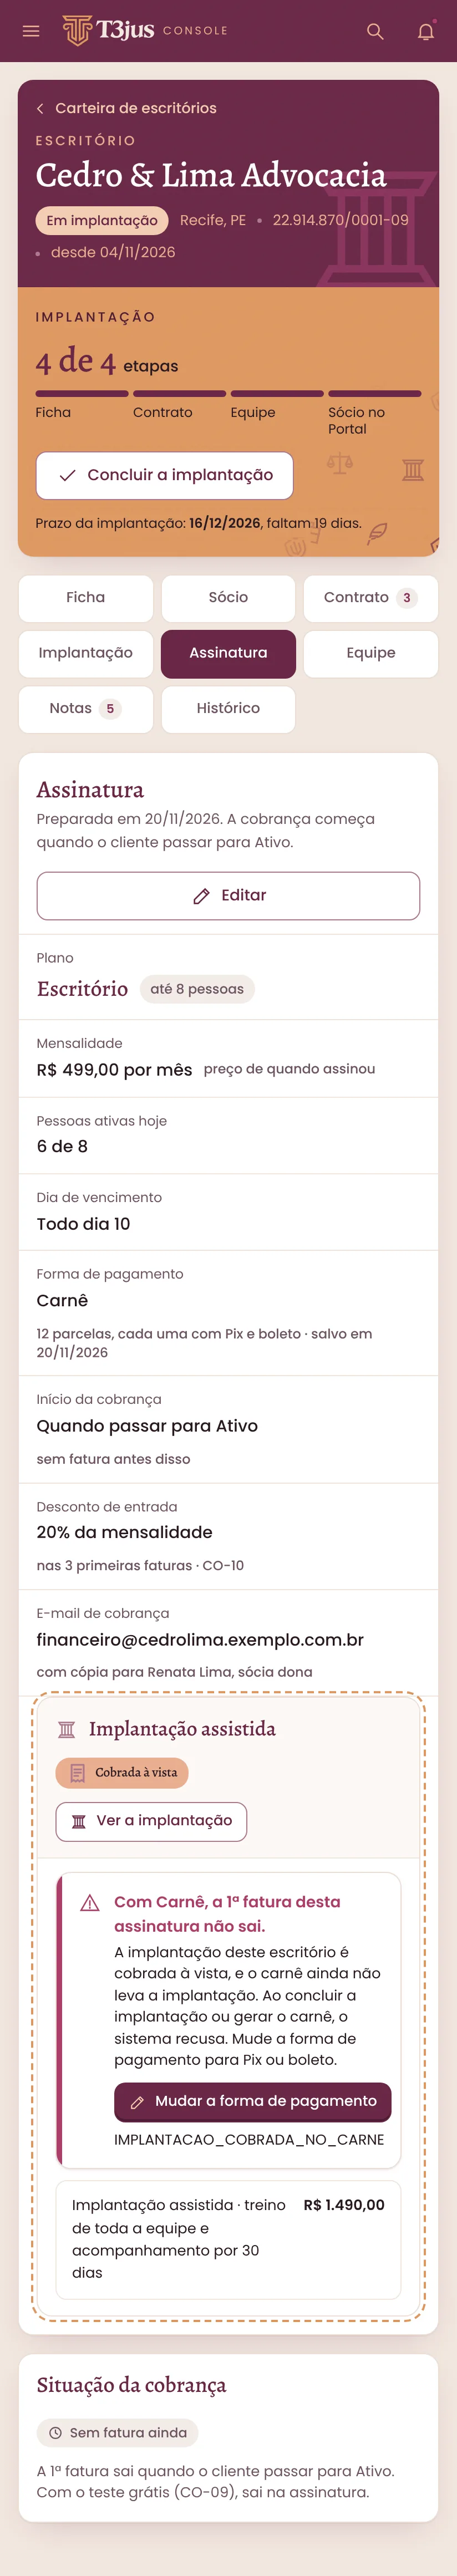 T3jus CONSOLE
Carteira de escritórios
ESCRITÓRIO
Cedro & Lima Advocacia
Em implantação Recife, PE • 22.914.870/0001-09
• desde 04/11/2026
IMPLANTAÇÃO
4 de 4 etapas
Ficha Contrato Equipe Sócio no
Portal
Concluir a implantação
Prazo da implantação: 16/12/2026, faltam 19 dias.
Ficha Sócio Contrato 3
Implantação Assinatura Equipe
Notas 5 Histórico
Assinatura
Preparada em 20/11/2026. A cobrança começa
quando o cliente passar para Ativo.
Editar
Plano
Escritório até 8 pessoas
Mensalidade
R$ 499,00 por mês preço de quando assinou
Pessoas ativas hoje
6 de 8
Dia de vencimento
Todo dia 10
Forma de pagamento
Carnê
12 parcelas, cada uma com Pix e boleto · salvo em
20/11/2026
Início da cobrança
Quando passar para Ativo
sem fatura antes disso
Desconto de entrada
20% da mensalidade
nas 3 primeiras faturas · CO-10
E-mail de cobrança
financeiro@cedrolima.exemplo.com.br
com cópia para Renata Lima, sócia dona
Implantação assistida
Cobrada à vista
Ver a implantação
Com Carnê, a 1ª fatura desta
assinatura não sai.
A implantação deste escritório é
cobrada à vista, e o carnê ainda não
leva a implantação. Ao concluir a
implantação ou gerar o carnê, o
sistema recusa. Mude a forma de
pagamento para Pix ou boleto.
Mudar a forma de pagamento
IMPLANTACAO_COBRADA_NO_CARNE
Implantação assistida · treino R$ 1.490,00
de toda a equipe e
acompanhamento por 30
dias
Situação da cobrança
Sem fatura ainda
A 1ª fatura sai quando o cliente passar para Ativo.
Com o teste grátis (CO-09), sai na assinatura.